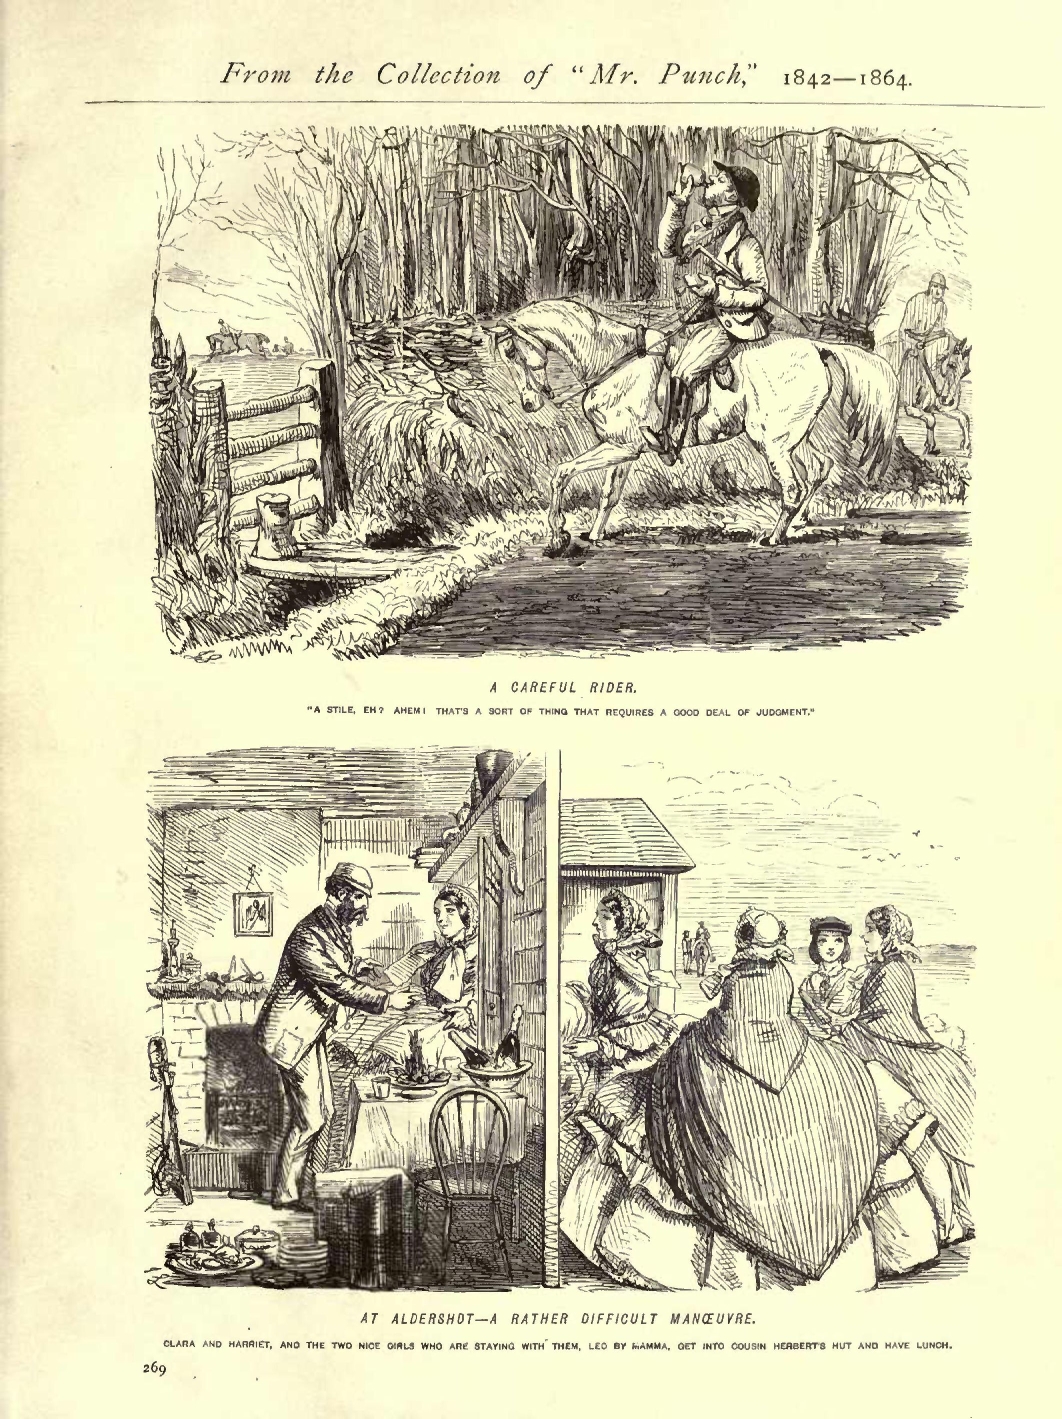 From the Collection of "Mr. Punch," 1842—1864.
A CAREFUL RIDER.
"A STILE, EH? AHEM! THAT'S A SORT OF THING THAT REQUIRES A GOOD DEAL OF JUDGMENT."
AT ALDERSHOT—A RATHER DIFFICULT MANŒUVRE.
CLARA AND HARRIET, AND THE TWO NICE GIRLS WHO ARE STAYING WITH THEM, LED BY MAMMA, GET INTO COUSIN HERBERT'S HUT AND HAVE LUNCH.
269